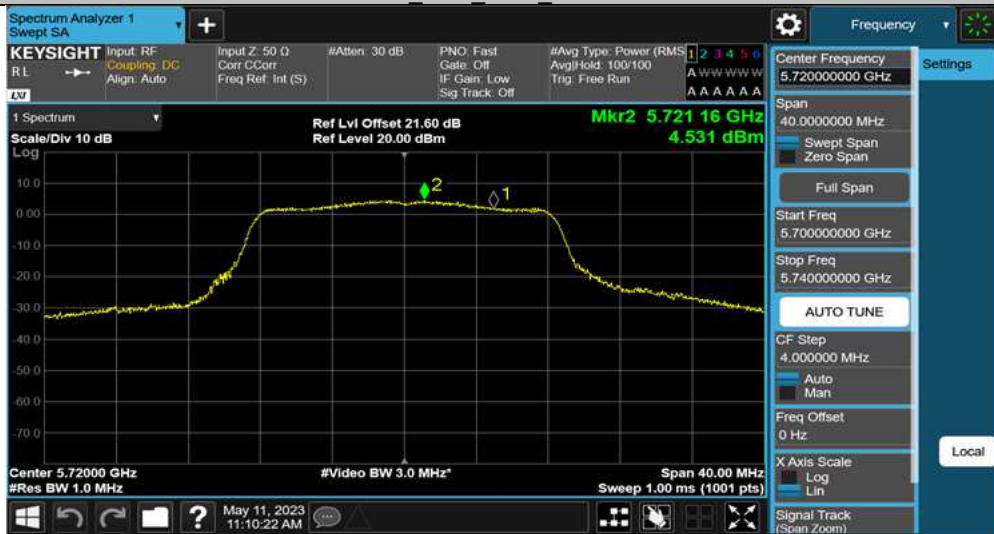 Spectrum Analyzer 1
Swept SA
+
Frequency
KEYSIGHT
RL
LXI
Input: RF
Coupling: DC
Align: Auto
Input Z: 50 Ω
Corr CCorr
Freq Ref: Int (S)
#Atten: 30 dB
PNO: Fast
Gate: Off
IF Gain: Low
Sig Track: Off
#Avg Type: Power (RMS
Avg|Hold: 100/100
Trig: Free Run
1 2 3 4 5 6
A W W W W W
A A A A A A
1 Spectrum
Scale/Div 10 dB
Log
Ref Lvl Offset 21.60 dB
Ref Level 20.00 dBm
Mkr2 5.721 16 GHz
4.531 dBm
10.0
0.00
-10.0
-20.0
-30.0
-40.0
-50.0
-60.0
-70.0
2
1
Center 5.72000 GHz
#Res BW 1.0 MHz
#Video BW 3.0 MHz*
Span 40.00 MHz
Sweep 1.00 ms (1001 pts)
?
May 11, 2023
11:10:22 AM
Center Frequency
5.720000000 GHz
Span
40.0000000 MHz
Swept Span
Zero Span
Full Span
Start Freq
5.700000000 GHz
Stop Freq
5.740000000 GHz
AUTO TUNE
CF Step
4.000000 MHz
Auto
Man
Freq Offset
0 Hz
X Axis Scale
Log
Lin
Signal Track
(Span Zoom)
Settings
Local